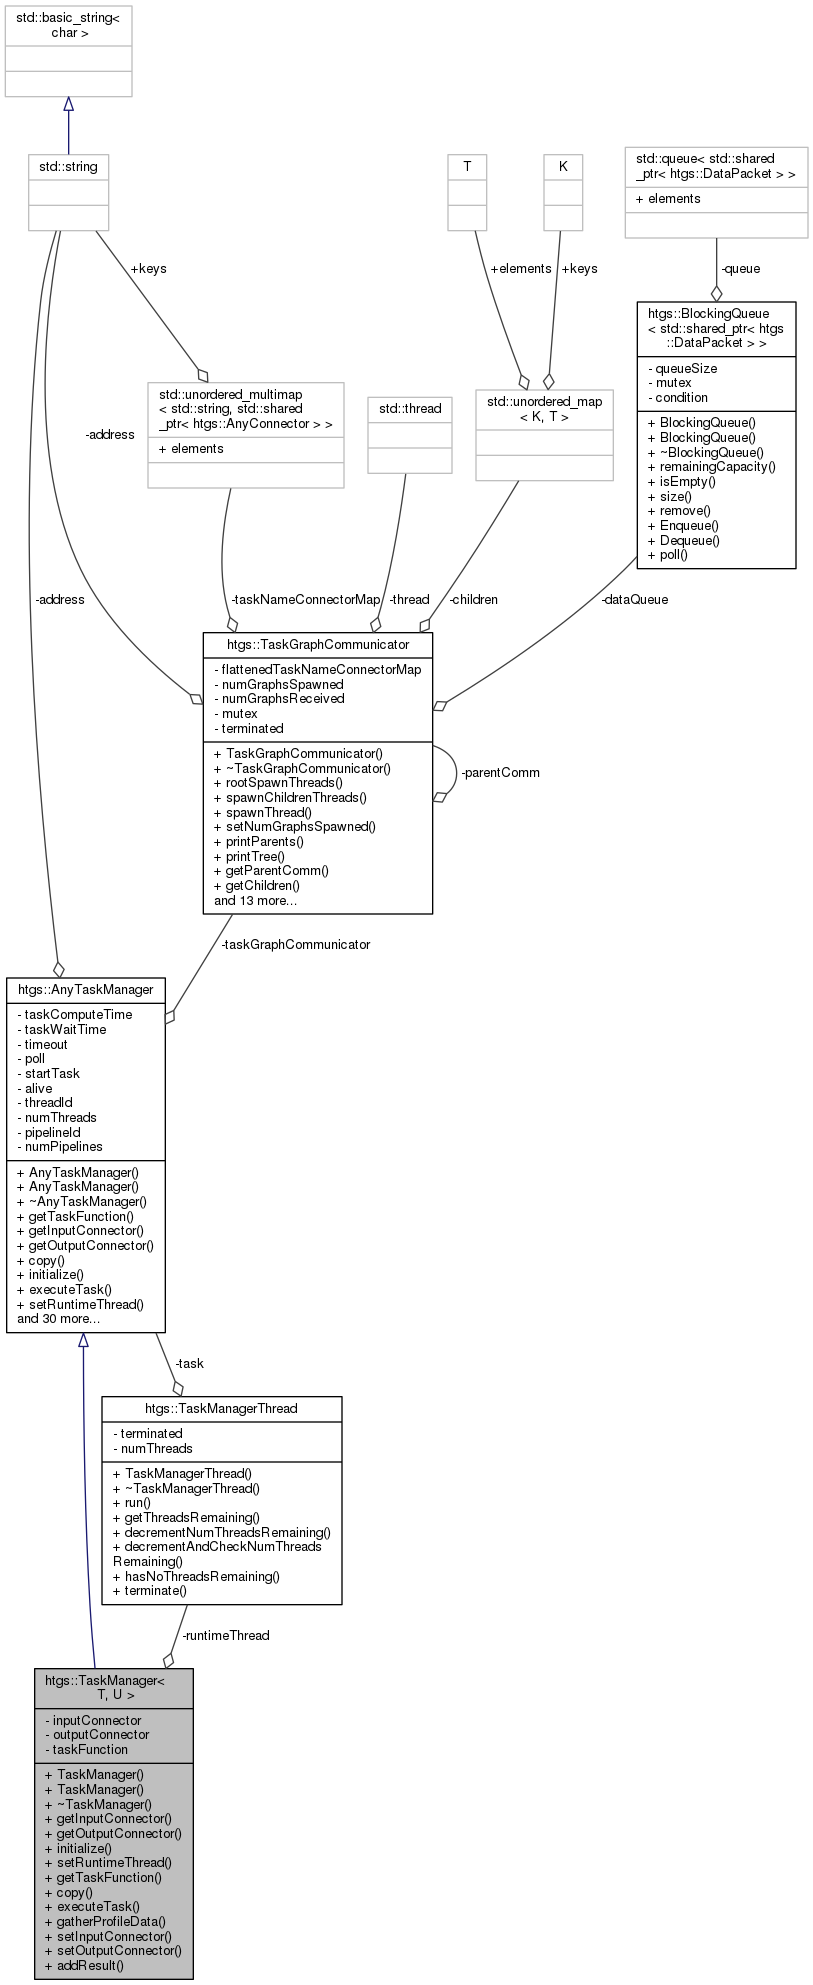 std::basic_string<
char >
std::string
T
K
std::queue< std::shared
_ptr< htgs::DataPacket > >
+ elements
+keys
+elements
+keys
-queue
htgs::BlockingQueue
< std::shared_ptr< htgs
::DataPacket > >
- queueSize
- mutex
- condition
+ BlockingQueue()
+ BlockingQueue()
+ ~BlockingQueue()
+ remainingCapacity()
+ isEmpty()
+ size()
+ remove()
+ Enqueue()
+ Dequeue()
+ poll()
std::unordered_multimap
< std::string, std::shared
_ptr< htgs::AnyConnector > >
+ elements
std::thread
std::unordered_map
< K, T >
-address
-address
-taskNameConnectorMap
-thread
-children
-dataQueue
htgs::TaskGraphCommunicator
- flattenedTaskNameConnectorMap
- numGraphsSpawned
- numGraphsReceived
- mutex
- terminated
+ TaskGraphCommunicator()
+ ~TaskGraphCommunicator()
+ rootSpawnThreads()
+ spawnChildrenThreads()
+ spawnThread()
+ setNumGraphsSpawned()
+ printParents()
+ printTree()
+ getParentComm()
+ getChildren()
and 13 more...
-parentComm
-taskGraphCommunicator
htgs::AnyTaskManager
- taskComputeTime
- taskWaitTime
- timeout
- poll
- startTask
- alive
- threadId
- numThreads
- pipelineId
- numPipelines
+ AnyTaskManager()
+ AnyTaskManager()
+ ~AnyTaskManager()
+ getTaskFunction()
+ getInputConnector()
+ getOutputConnector()
+ copy()
+ initialize()
+ executeTask()
+ setRuntimeThread()
and 30 more...
-task
htgs::TaskManagerThread
- terminated
- numThreads
+ TaskManagerThread()
+ ~TaskManagerThread()
+ run()
+ getThreadsRemaining()
+ decrementNumThreadsRemaining()
+ decrementAndCheckNumThreads
Remaining()
+ hasNoThreadsRemaining()
+ terminate()
-runtimeThread
htgs::TaskManager<
T, U >
- inputConnector
- outputConnector
- taskFunction
+ TaskManager()
+ TaskManager()
+ ~TaskManager()
+ getInputConnector()
+ getOutputConnector()
+ initialize()
+ setRuntimeThread()
+ getTaskFunction()
+ copy()
+ executeTask()
+ gatherProfileData()
+ setInputConnector()
+ setOutputConnector()
+ addResult()